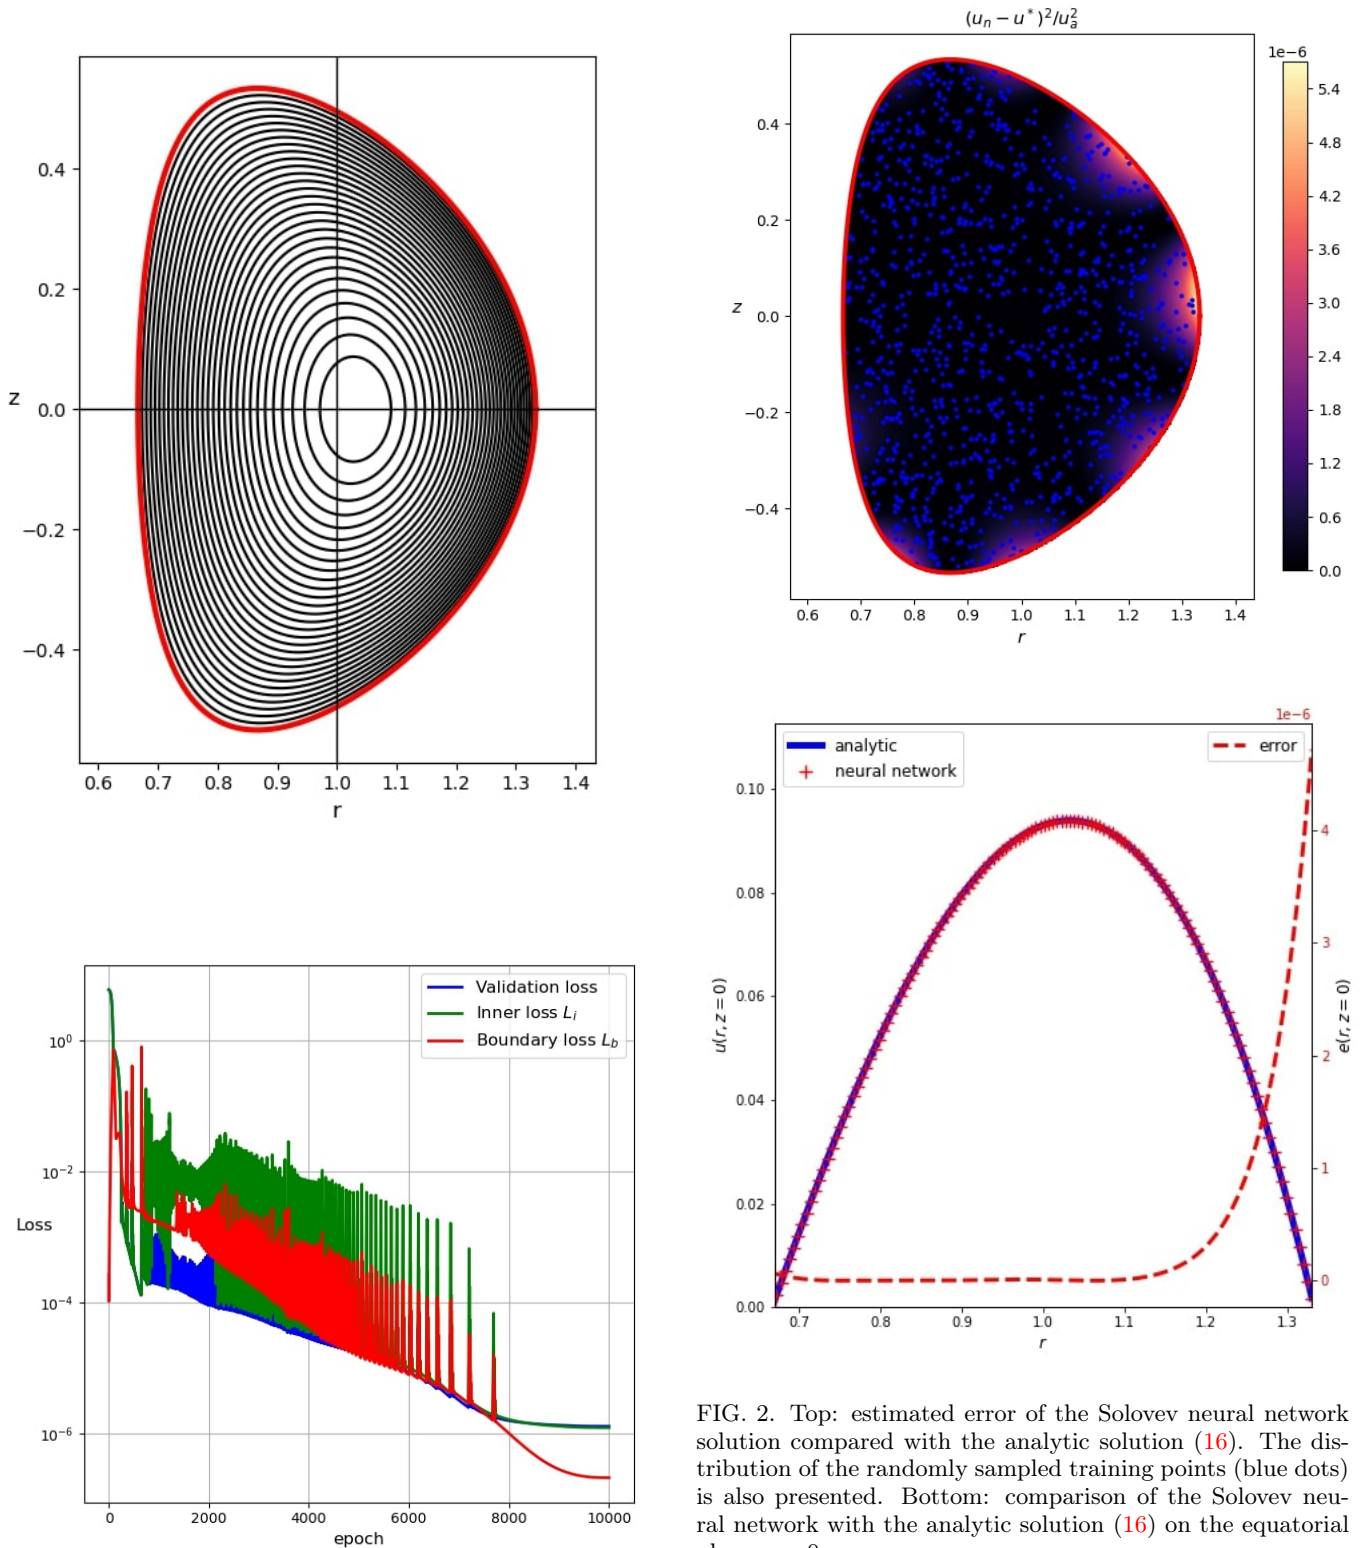 0.4
0.2
0.0
−0.2
−0.4
z
0.6 0.7 0.8 0.9 1.0 1.1 1.2 1.3 1.4
r
10^0
10^−2
10^−4
10^−6
Loss
Validation loss
Inner loss L_i
Boundary loss L_b
0 2000 4000 6000 8000 10000
epoch
(u_n − u^*)^2/u_a^2
1e−6
0.4
0.2
0.0
−0.2
−0.4
z
0.6 0.7 0.8 0.9 1.0 1.1 1.2 1.3 1.4
r
5.4
4.8
4.2
3.6
3.0
2.4
1.8
1.2
0.6
0.0
1e−6
analytic
neural network
error
0.10
0.08
0.06
0.04
0.02
0.00
u(r, z = 0)
4
3
2
1
0
e(r, z = 0)
0.7 0.8 0.9 1.0 1.1 1.2 1.3
r
FIG. 2. Top: estimated error of the Solovev neural network
solution compared with the analytic solution (16). The dis-
tribution of the randomly sampled training points (blue dots)
is also presented. Bottom: comparison of the Solovev neu-
ral network with the analytic solution (16) on the equatorial